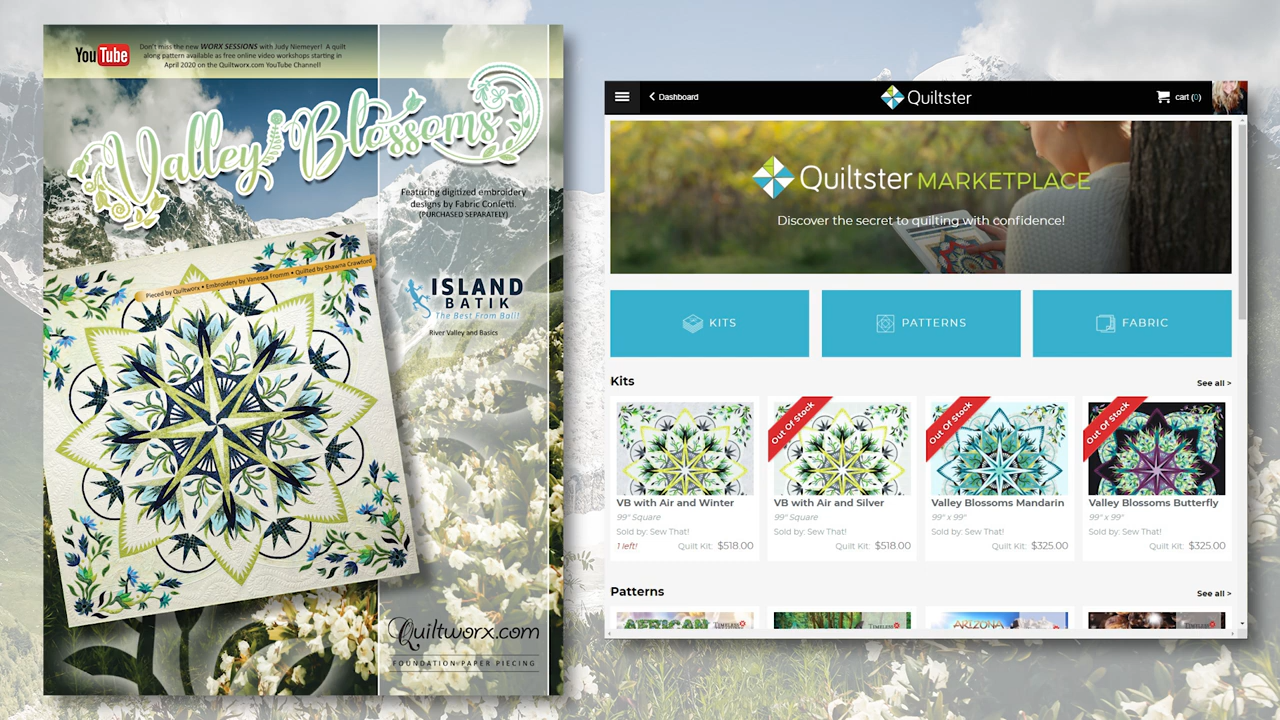 YouTube
Don't miss the new WORX SESSIONS with Judy Niemeyer! A quilt
along pattern available as free online video workshops starting in
April 2020 on the Quiltworx.com YouTube Channel!
Valley Blossoms
Featuring digitized embroidery
designs by Fabric Confetti.
(PURCHASED SEPARATELY)
Pieced by Quiltworx • Embroidery by Vanessa Fromm • Quilted by Shawna Crawford
ISLAND
BATIK
The Best From Bali!
River Valley and Basics
Quiltworx.com
FOUNDATION PAPER PIECING
Dashboard
Quiltster
cart (0)
Quiltster MARKETPLACE
Discover the secret to quilting with confidence!
KITS
PATTERNS
FABRIC
Kits
See all >
Out Of Stock
Out Of Stock
Out Of Stock
VB with Air and Winter
99" Square
Sold by: Sew That!
1 left!
Quilt Kit: $518.00
VB with Air and Silver
99" Square
Sold by: Sew That!
Quilt Kit: $518.00
Valley Blossoms Mandarin
99" x 99"
Sold by: Sew That!
Quilt Kit: $325.00
Valley Blossoms Butterfly
99" x 99"
Sold by: Sew That!
Quilt Kit: $325.00
Patterns
See all >
AFRICAN
TIMELESS
TIMELESS
ARIZONA
TIMELESS